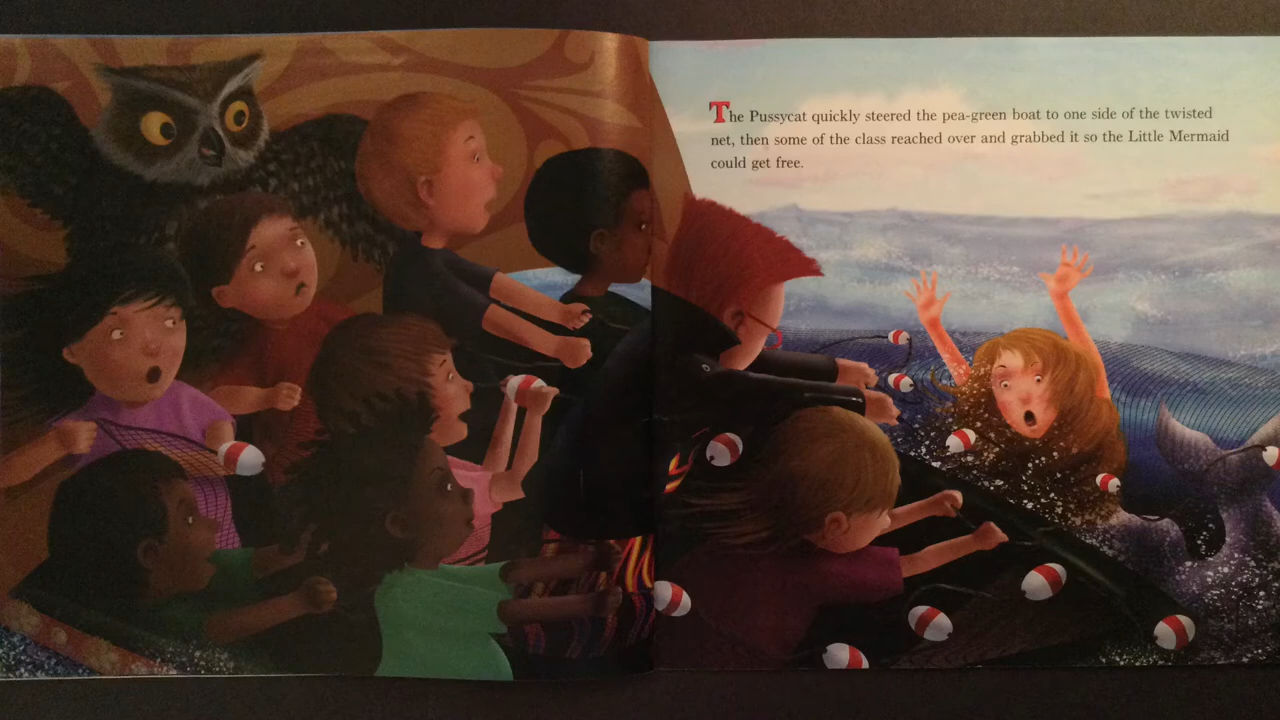 The Pussycat quickly steered the pea-green boat to one side of the twisted
net, then some of the class reached over and grabbed it so the Little Mermaid
could get free.